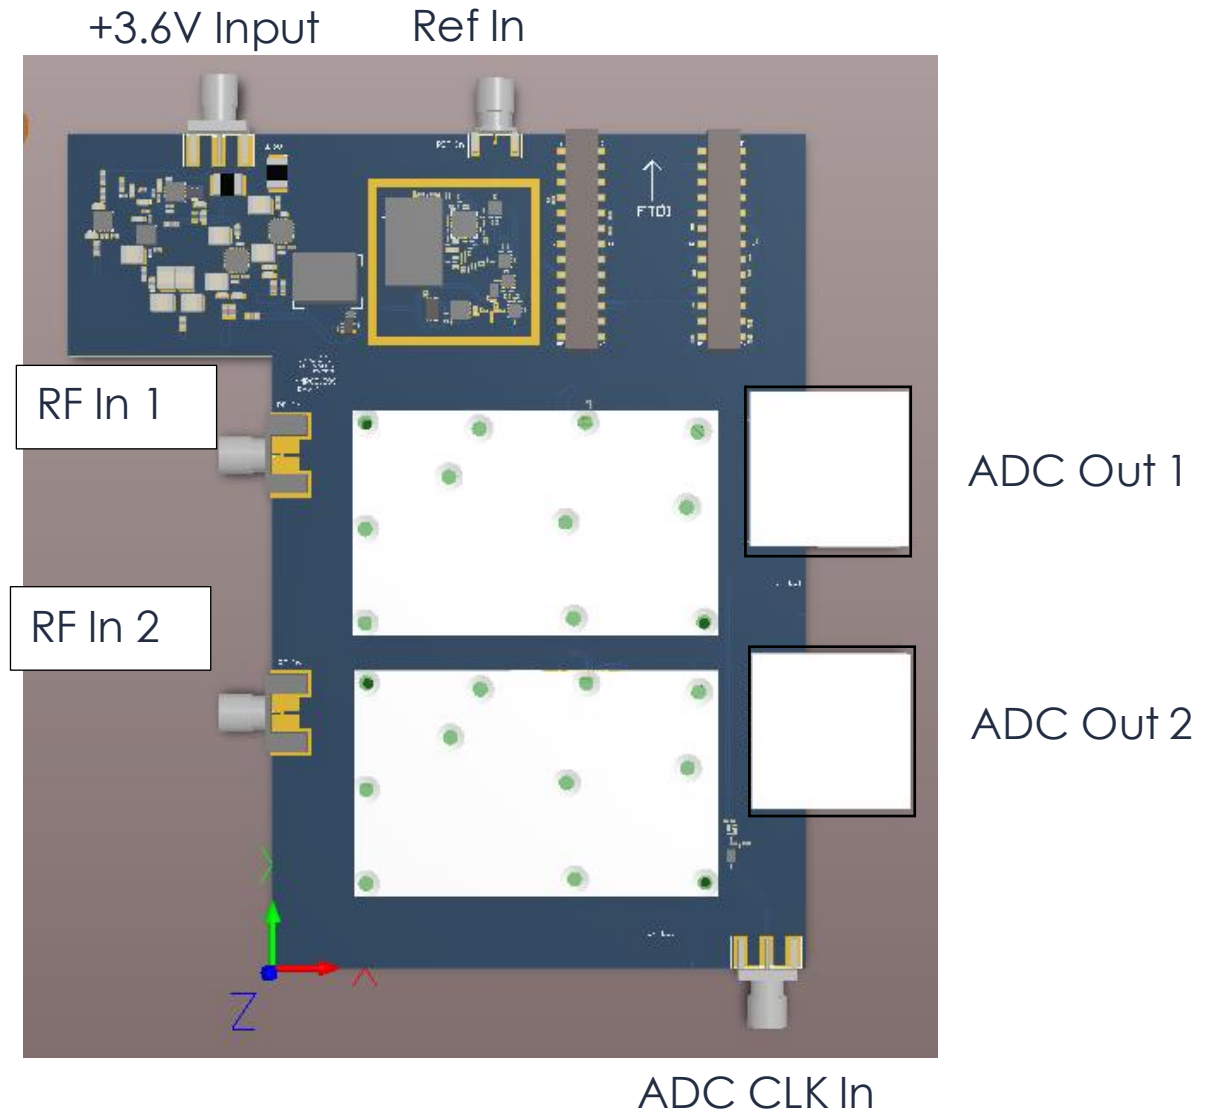 +3.6V Input
Ref In
FTDI
RF In 1
ADC Out 1
RF In 2
ADC Out 2
Z
ADC CLK In